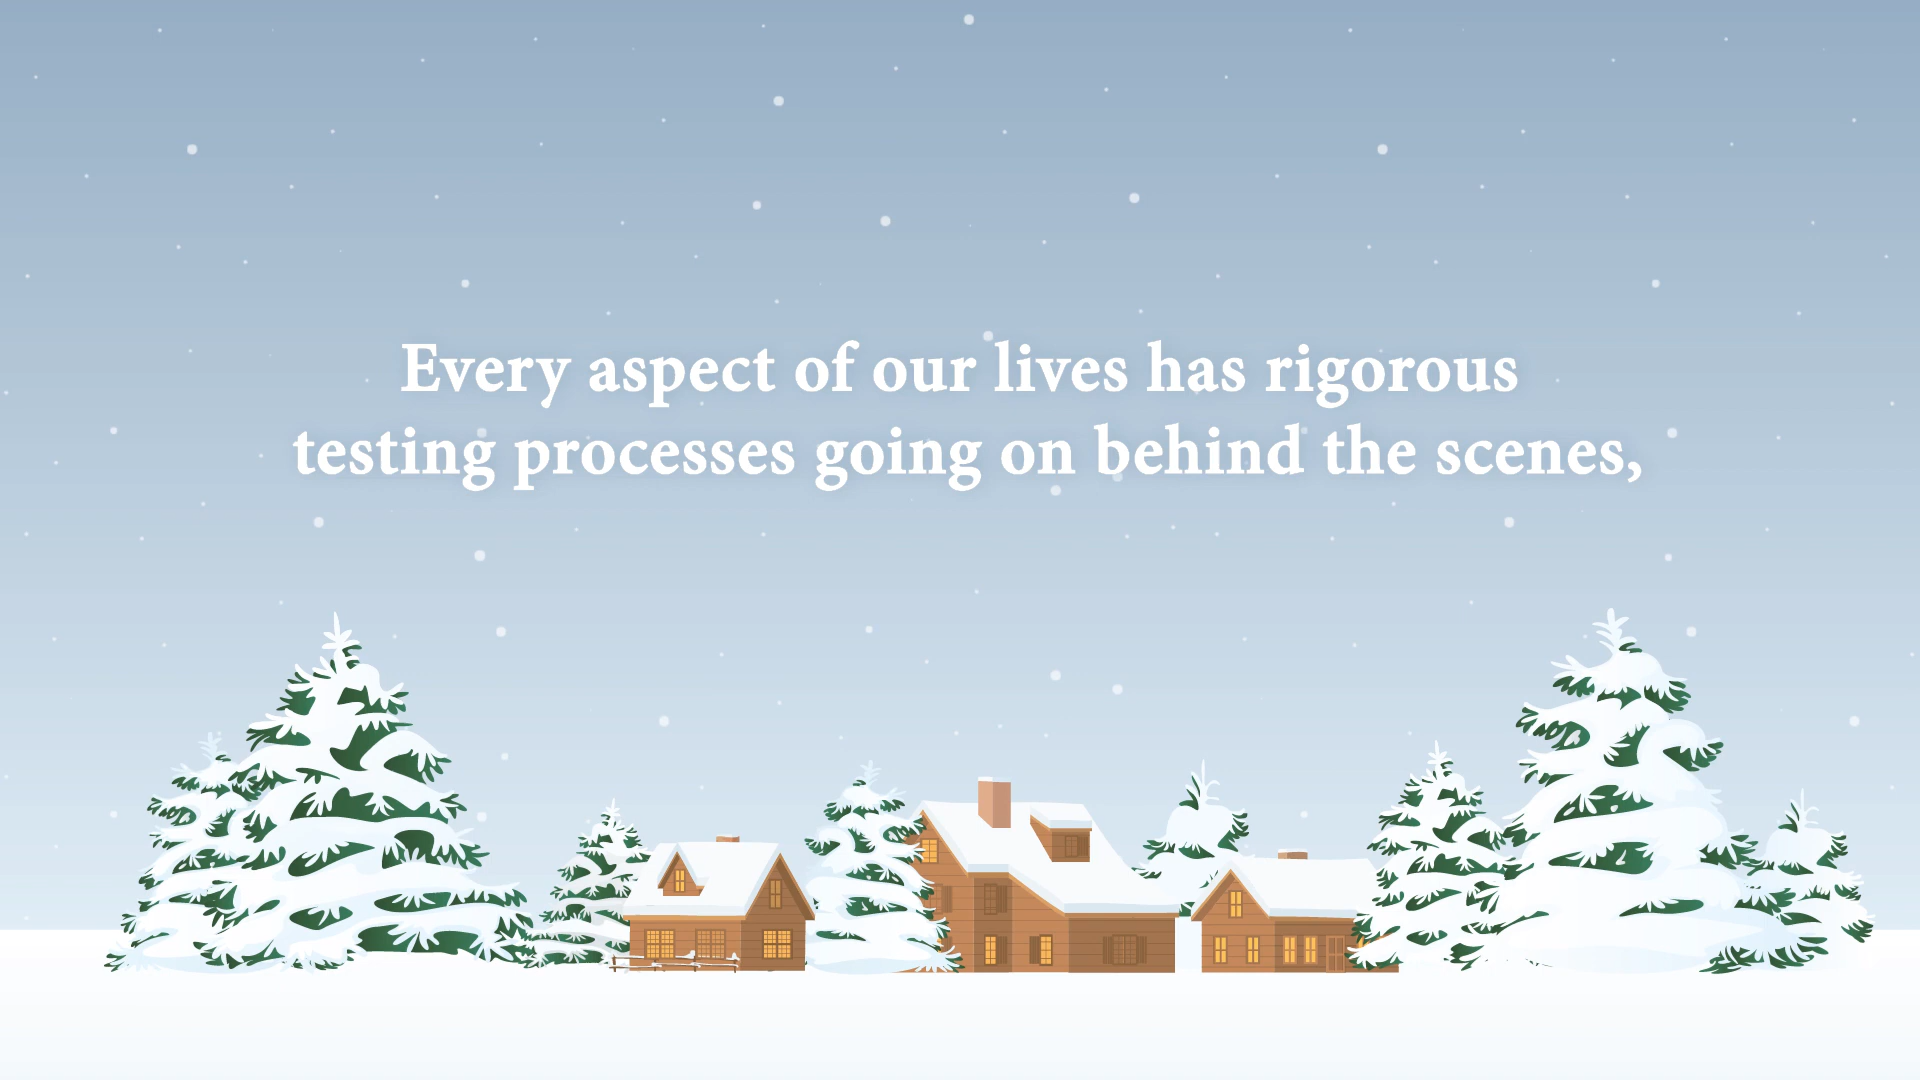 Every aspect of our lives has rigorous
testing processes going on behind the scenes,